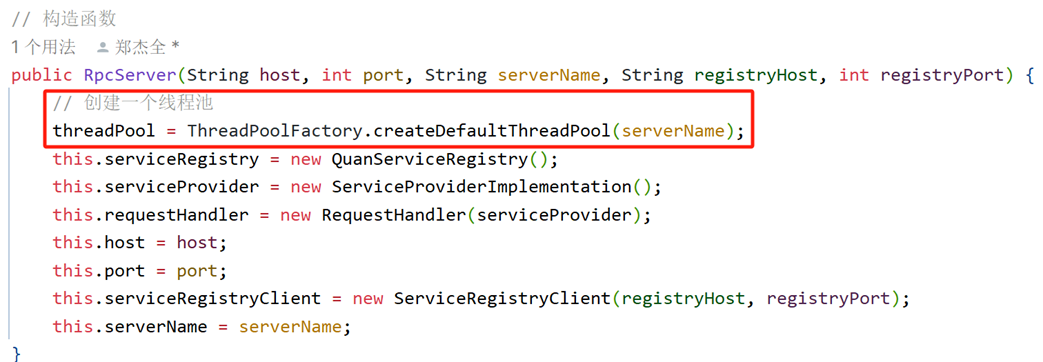 // 构造函数
1 个用法 郑杰全 *
public RpcServer(String host, int port, String serverName, String registryHost, int registryPort) {
// 创建一个线程池
threadPool = ThreadPoolFactory.createDefaultThreadPool(serverName);
this.serviceRegistry = new QuanServiceRegistry();
this.serviceProvider = new ServiceProviderImplementation();
this.requestHandler = new RequestHandler(serviceProvider);
this.host = host;
this.port = port;
this.serviceRegistryClient = new ServiceRegistryClient(registryHost, registryPort);
this.serverName = serverName;
}